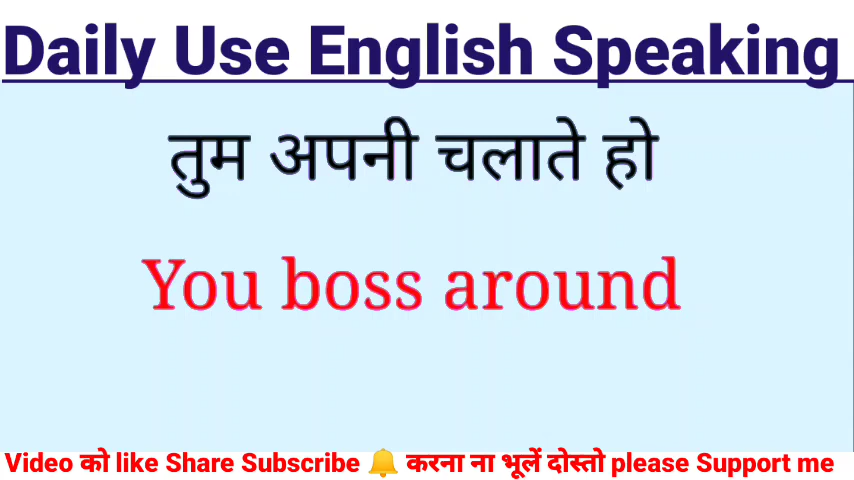 Daily Use English Speaking
तुम अपनी चलाते हो
You boss around
Video को like Share Subscribe 🔔 करना ना भूलें दोस्तो please Support me